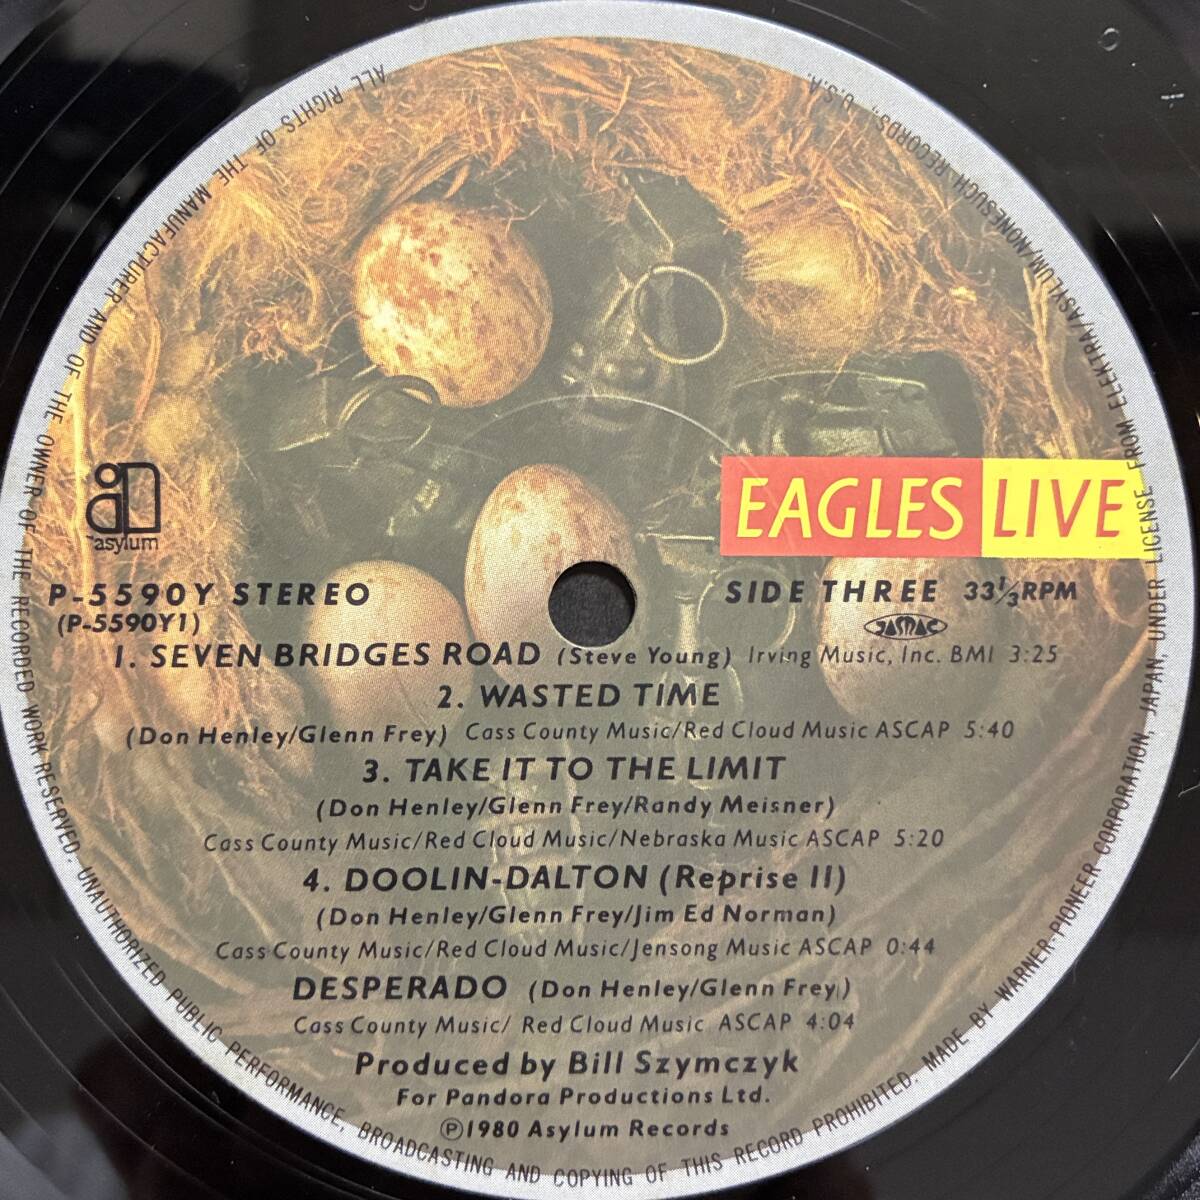 EAGLES LIVE
asylum
P-5590Y STEREO
(P-5590Y1)
SIDE THREE 33⅓RPM
JASRAC
1. SEVEN BRIDGES ROAD (Steve Young) Irving Music, Inc. BMI 3:25
2. WASTED TIME
(Don Henley/Glenn Frey) Cass County Music/Red Cloud Music ASCAP 5:40
3. TAKE IT TO THE LIMIT
(Don Henley/Glenn Frey/Randy Meisner)
Cass County Music/Red Cloud Music/Nebraska Music ASCAP 5:20
4. DOOLIN-DALTON (Reprise II)
(Don Henley/Glenn Frey/Jim Ed Norman)
Cass County Music/Red Cloud Music/Jensong Music ASCAP 0:44
DESPERADO (Don Henley/Glenn Frey)
Cass County Music/ Red Cloud Music ASCAP 4:04
Produced by Bill Szymczyk
For Pandora Productions Ltd.
Ⓟ1980 Asylum Records
ALL RIGHTS OF THE MANUFACTURER AND OF THE OWNER OF THE RECORDED WORK RESERVED. UNAUTHORIZED PUBLIC PERFORMANCE, BROADCASTING AND COPYING OF THIS RECORD PROHIBITED. MADE BY WARNER-PIONEER CORPORATION, JAPAN, UNDER LICENSE FROM ELEKTRA/ASYLUM/NONESUCH RECORDS, U.S.A.